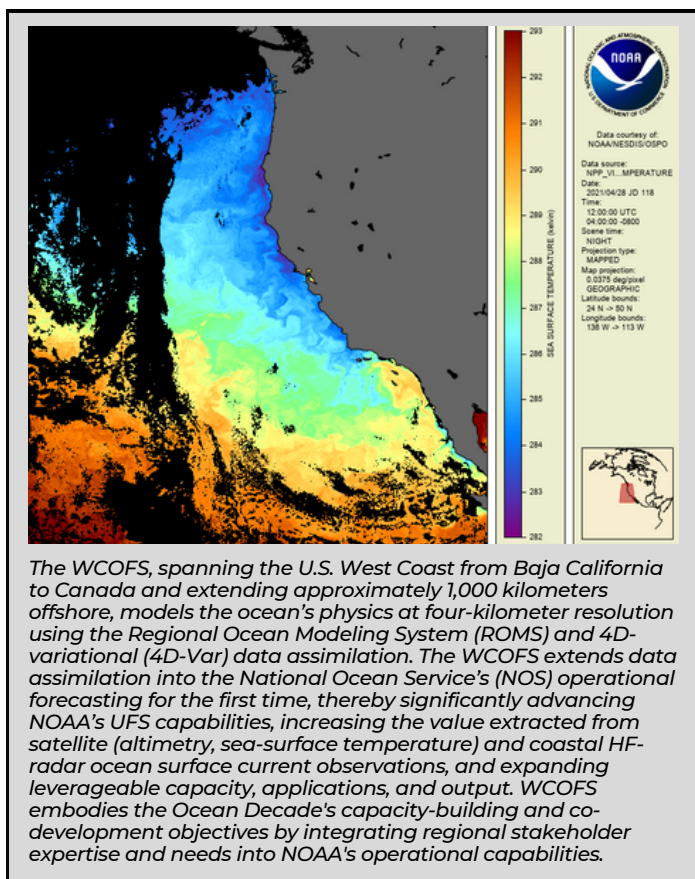 293
292
291
290
289
288
287
286
285
284
283
282
SEA SURFACE TEMPERATURE (kelvin)
NATIONAL OCEANIC AND ATMOSPHERIC ADMINISTRATION
NOAA
U.S. DEPARTMENT OF COMMERCE
Data courtesy of:
NOAA/NESDIS/OSPO
Data source:
NPP_VI...MPERATURE
Date:
2021/04/28 JD 118
Time:
12:00:00 UTC
04:00:00 -0800
Scene time:
NIGHT
Projection type:
MAPPED
Map projection:
0.0375 deg/pixel
GEOGRAPHIC
Latitude bounds:
24 N -> 50 N
Longitude bounds:
136 W -> 113 W
The WCOFS, spanning the U.S. West Coast from Baja California
to Canada and extending approximately 1,000 kilometers
offshore, models the ocean's physics at four-kilometer resolution
using the Regional Ocean Modeling System (ROMS) and 4D-
variational (4D-Var) data assimilation. The WCOFS extends data
assimilation into the National Ocean Service's (NOS) operational
forecasting for the first time, thereby significantly advancing
NOAA's UFS capabilities, increasing the value extracted from
satellite (altimetry, sea-surface temperature) and coastal HF-
radar ocean surface current observations, and expanding
leverageable capacity, applications, and output. WCOFS
embodies the Ocean Decade's capacity-building and co-
development objectives by integrating regional stakeholder
expertise and needs into NOAA's operational capabilities.